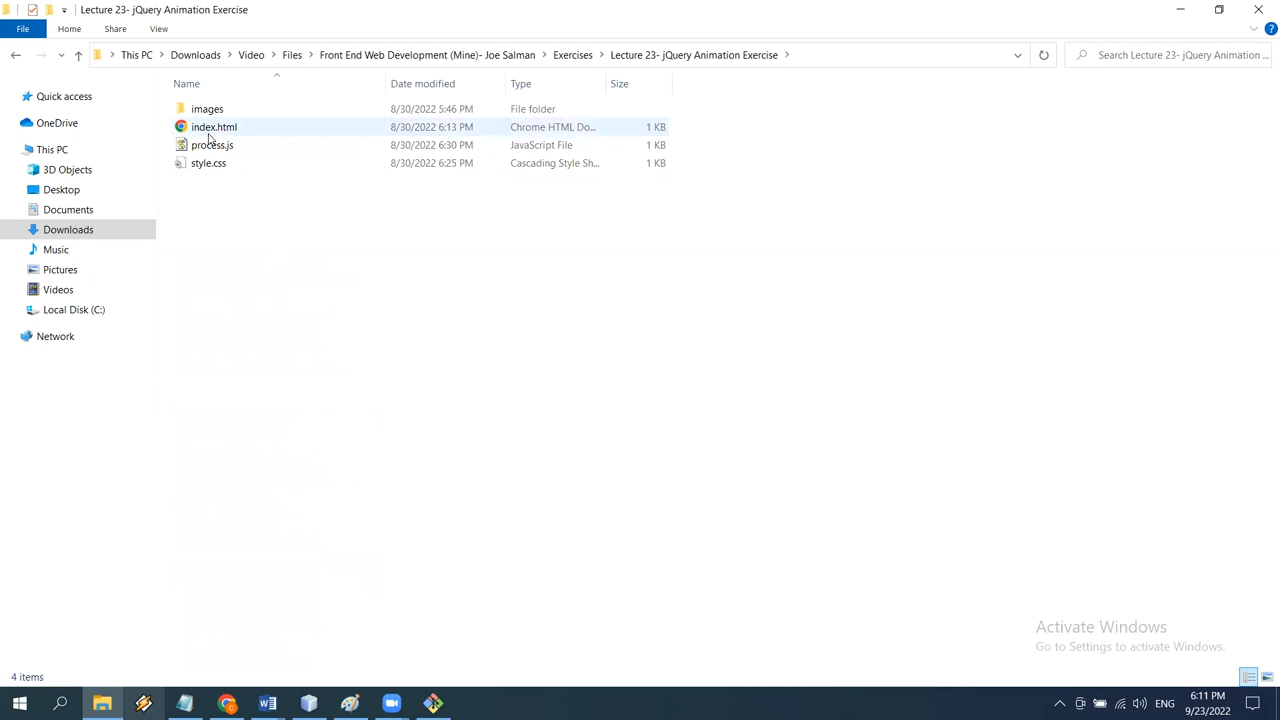 Lecture 23- jQuery Animation Exercise
File Home Share View
This PC Downloads Video Files Front End Web Development (Mine)- Joe Salman Exercises Lecture 23- jQuery Animation Exercise
Search Lecture 23- jQuery Animation ...
Name Date modified Type Size
images 8/30/2022 5:46 PM File folder
index.html 8/30/2022 6:13 PM Chrome HTML Do... 1 KB
process.js 8/30/2022 6:30 PM JavaScript File 1 KB
style.css 8/30/2022 6:25 PM Cascading Style Sh... 1 KB
Quick access
OneDrive
This PC
3D Objects
Desktop
Documents
Downloads
Music
Pictures
Videos
Local Disk (C:)
Network
Activate Windows
Go to Settings to activate Windows.
4 items
ENG
6:11 PM
9/23/2022